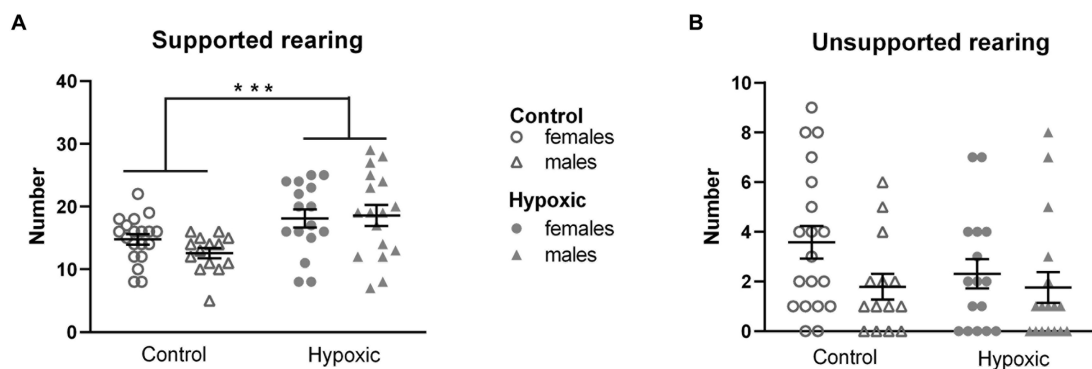 A
Supported rearing
Number
40
30
20
10
0
***
Control
Hypoxic
Control
females
males
Hypoxic
females
males
B
Unsupported rearing
Number
10
8
6
4
2
0
Control
Hypoxic